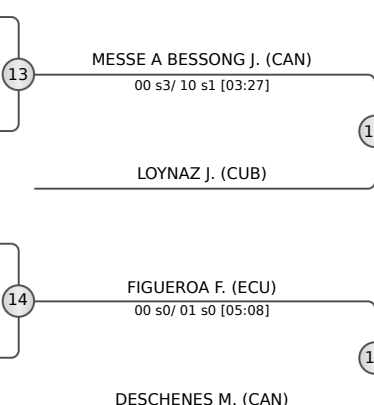 13
MESSE A BESSONG J. (CAN)
00 s3/ 10 s1 [03:27]
LOYNAZ J. (CUB)
14
FIGUEROA F. (ECU)
00 s0/ 01 s0 [05:08]
DESCHENES M. (CAN)